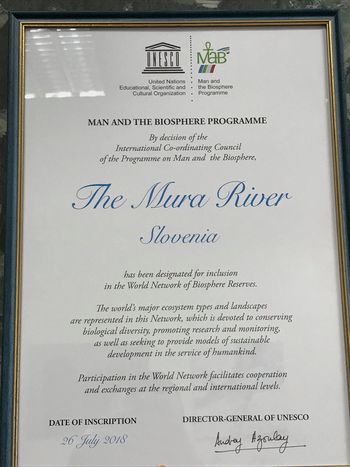 UNESCO
MAB
United Nations
Educational, Scientific and
Cultural Organization
Man and
the Biosphere
Programme
MAN AND THE BIOSPHERE PROGRAMME
By decision of the
International Co-ordinating Council
of the Programme on Man and the Biosphere,
The Mura River
Slovenia
has been designated for inclusion
in the World Network of Biosphere Reserves.
The world's major ecosystem types and landscapes
are represented in this Network, which is devoted to conserving
biological diversity, promoting research and monitoring,
as well as seeking to provide models of sustainable
development in the service of humankind.
Participation in the World Network facilitates cooperation
and exchanges at the regional and international levels.
DATE OF INSCRIPTION
26 July 2018
DIRECTOR-GENERAL OF UNESCO
Audrey Azoulay